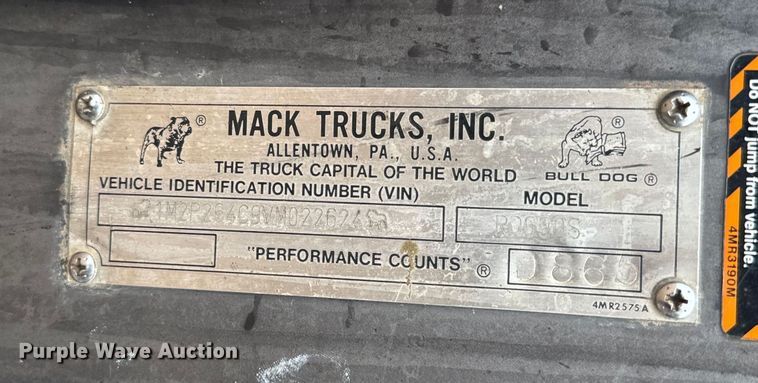 MACK TRUCKS, INC.
ALLENTOWN, PA., U.S.A.
THE TRUCK CAPITAL OF THE WORLD
BULL DOG ®
VEHICLE IDENTIFICATION NUMBER (VIN)
MODEL
"PERFORMANCE COUNTS" ®
4MR2575A
DO NOT jump from vehicle.
4MR3190M
Purple Wave Auction